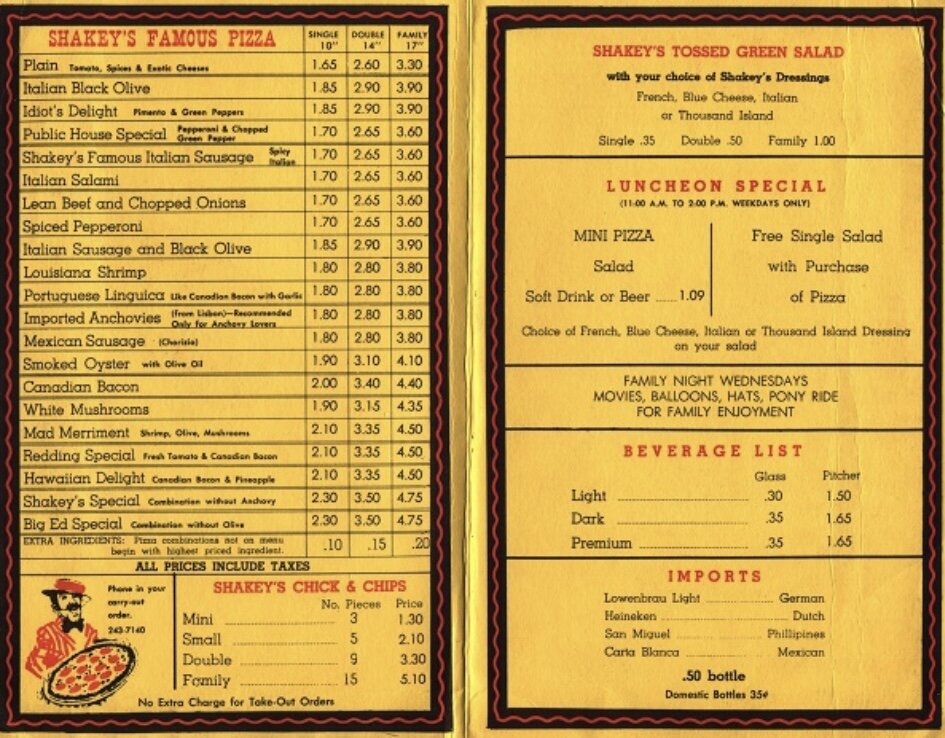 SHAKEY'S FAMOUS PIZZA SINGLE 10" DOUBLE 14" FAMILY 17"
Plain Tomato, Spices & Exotic Cheeses 1.65 2.60 3.30
Italian Black Olive 1.85 2.90 3.90
Idiot's Delight Pimento & Green Peppers 1.85 2.90 3.90
Public House Special Pepperoni & Chopped Green Pepper 1.70 2.65 3.60
Shakey's Famous Italian Sausage Spicy Italian 1.70 2.65 3.60
Italian Salami 1.70 2.65 3.60
Lean Beef and Chopped Onions 1.70 2.65 3.60
Spiced Pepperoni 1.70 2.65 3.60
Italian Sausage and Black Olive 1.85 2.90 3.90
Louisiana Shrimp 1.80 2.80 3.80
Portuguese Linguica Like Canadian Bacon with Garlic 1.80 2.80 3.80
Imported Anchovies (from Lisbon)—Recommended Only for Anchovy Lovers 1.80 2.80 3.80
Mexican Sausage (Chorizio) 1.80 2.80 3.80
Smoked Oyster with Olive Oil 1.90 3.10 4.10
Canadian Bacon 2.00 3.40 4.40
White Mushrooms 1.90 3.15 4.35
Mad Merriment Shrimp, Olive, Mushrooms 2.10 3.35 4.50
Redding Special Fresh Tomato & Canadian Bacon 2.10 3.35 4.50
Hawaiian Delight Canadian Bacon & Pineapple 2.10 3.35 4.50
Shakey's Special Combination without Anchovy 2.30 3.50 4.75
Big Ed Special Combination without Olive 2.30 3.50 4.75
EXTRA INGREDIENTS: Pizza combinations not on menu
begin with highest priced ingredient. .10 .15 .20
ALL PRICES INCLUDE TAXES
Phone in your
carry-out
order.
243-7140
SHAKEY'S CHICK & CHIPS
No. Pieces Price
Mini 3 1.30
Small 5 2.10
Double 9 3.30
Family 15 5.10
No Extra Charge for Take-Out Orders
SHAKEY'S TOSSED GREEN SALAD
with your choice of Shakey's Dressings
French, Blue Cheese, Italian
or Thousand Island
Single .35 Double .50 Family 1.00
LUNCHEON SPECIAL
(11:00 A.M. TO 2:00 P.M. WEEKDAYS ONLY)
MINI PIZZA
Salad
Soft Drink or Beer 1.09
Free Single Salad
with Purchase
of Pizza
Choice of French, Blue Cheese, Italian or Thousand Island Dressing
on your salad
FAMILY NIGHT WEDNESDAYS
MOVIES, BALLOONS, HATS, PONY RIDE
FOR FAMILY ENJOYMENT
BEVERAGE LIST
Glass Pitcher
Light .30 1.50
Dark .35 1.65
Premium .35 1.65
IMPORTS
Lowenbrau Light German
Heineken Dutch
San Miguel Phillipines
Carta Blanca Mexican
.50 bottle
Domestic Bottles 35¢